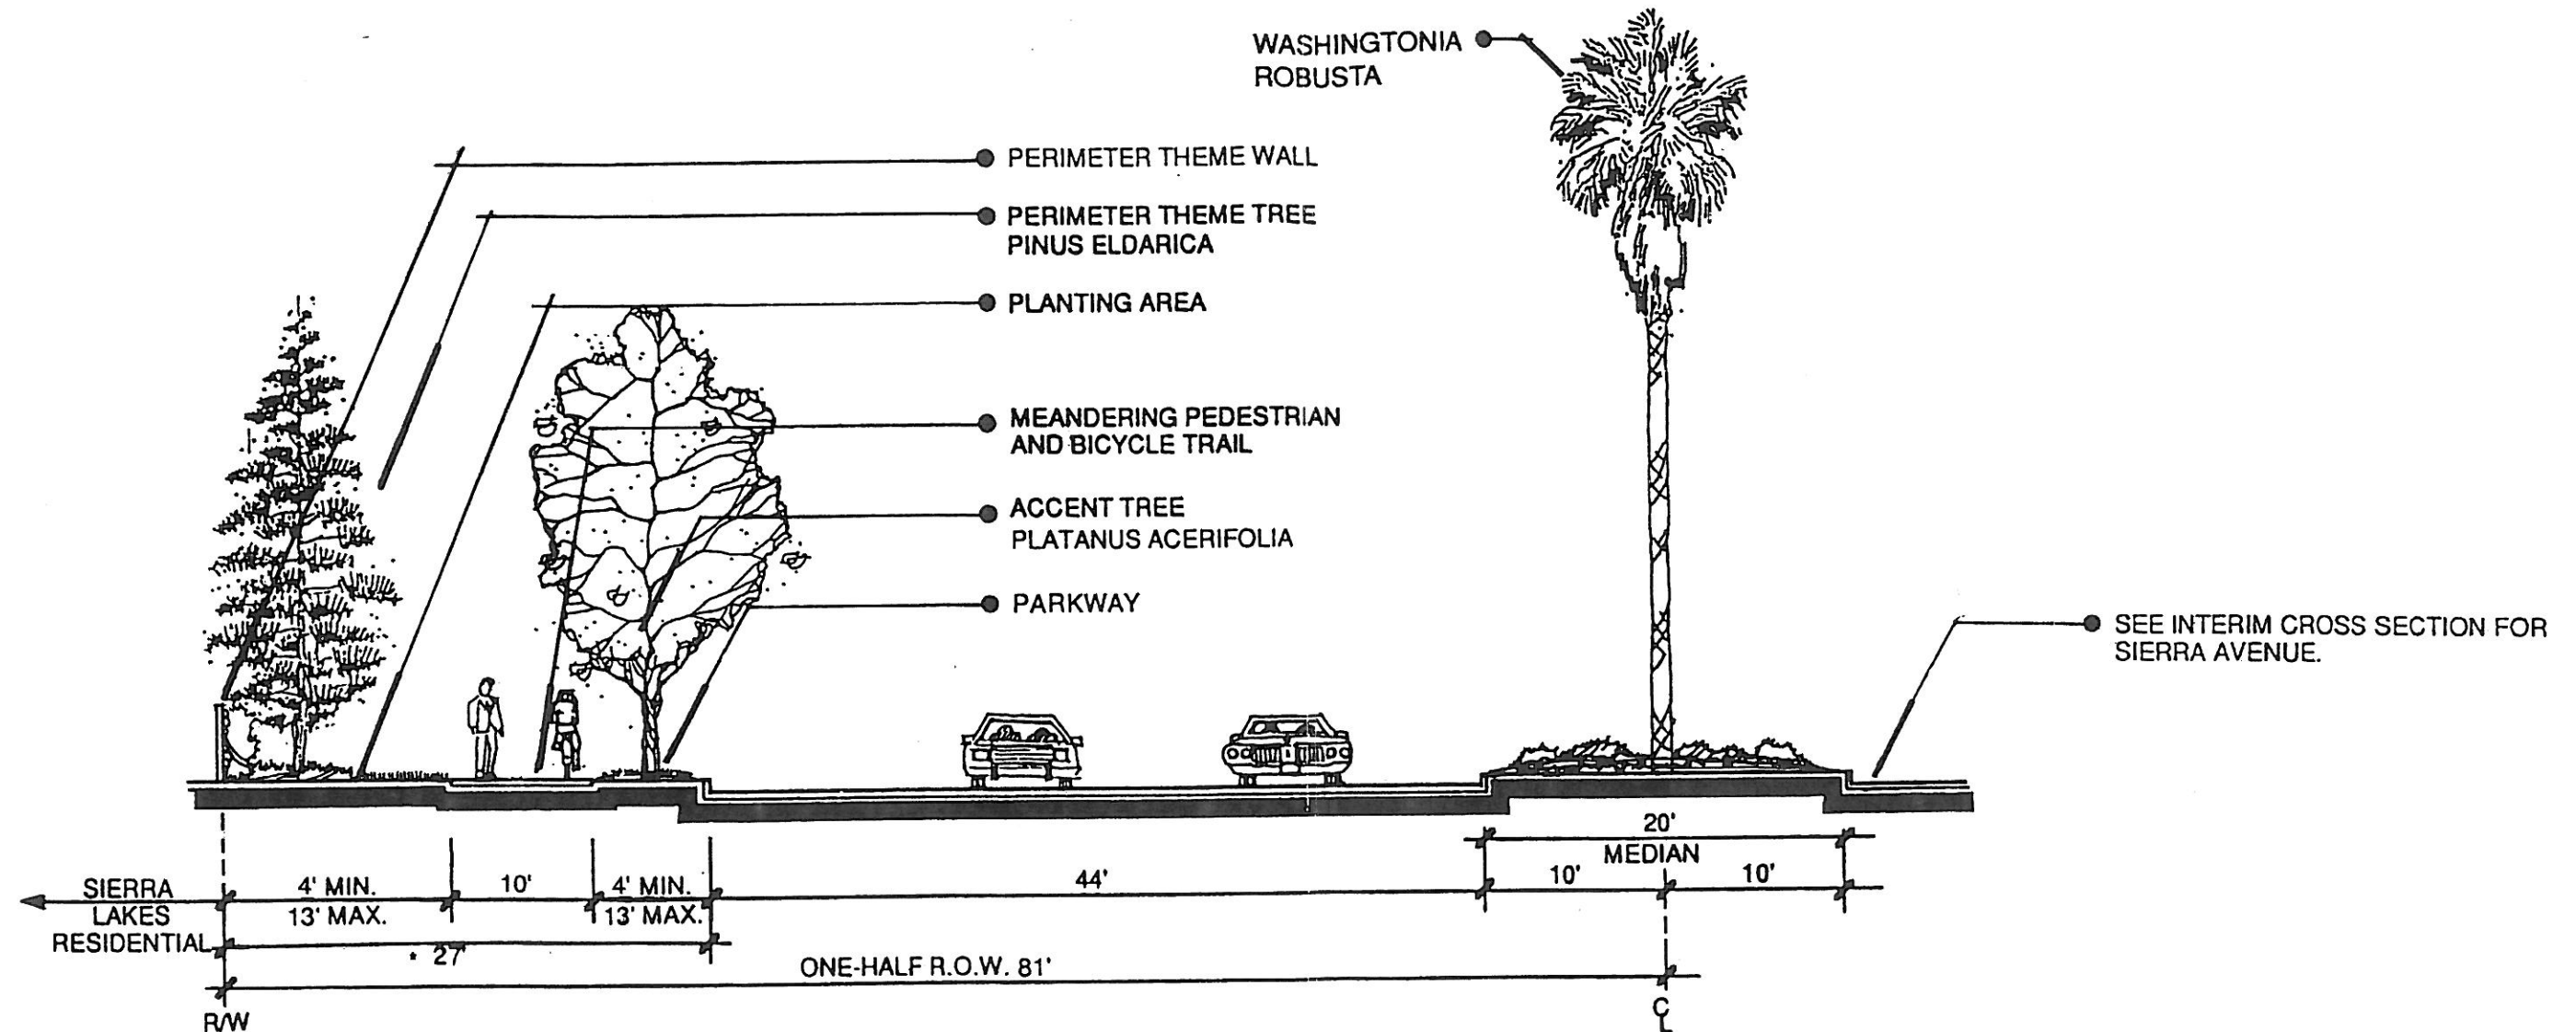 WASHINGTONIA
ROBUSTA
PERIMETER THEME WALL
PERIMETER THEME TREE
PINUS ELDARICA
PLANTING AREA
MEANDERING PEDESTRIAN
AND BICYCLE TRAIL
ACCENT TREE
PLATANUS ACERIFOLIA
PARKWAY
SEE INTERIM CROSS SECTION FOR
SIERRA AVENUE.
20'
MEDIAN
10'
10'
44'
4' MIN.
13' MAX.
10'
4' MIN.
13' MAX.
SIERRA
LAKES
RESIDENTIAL
* 27'
ONE-HALF R.O.W. 81'
R/W
C
L